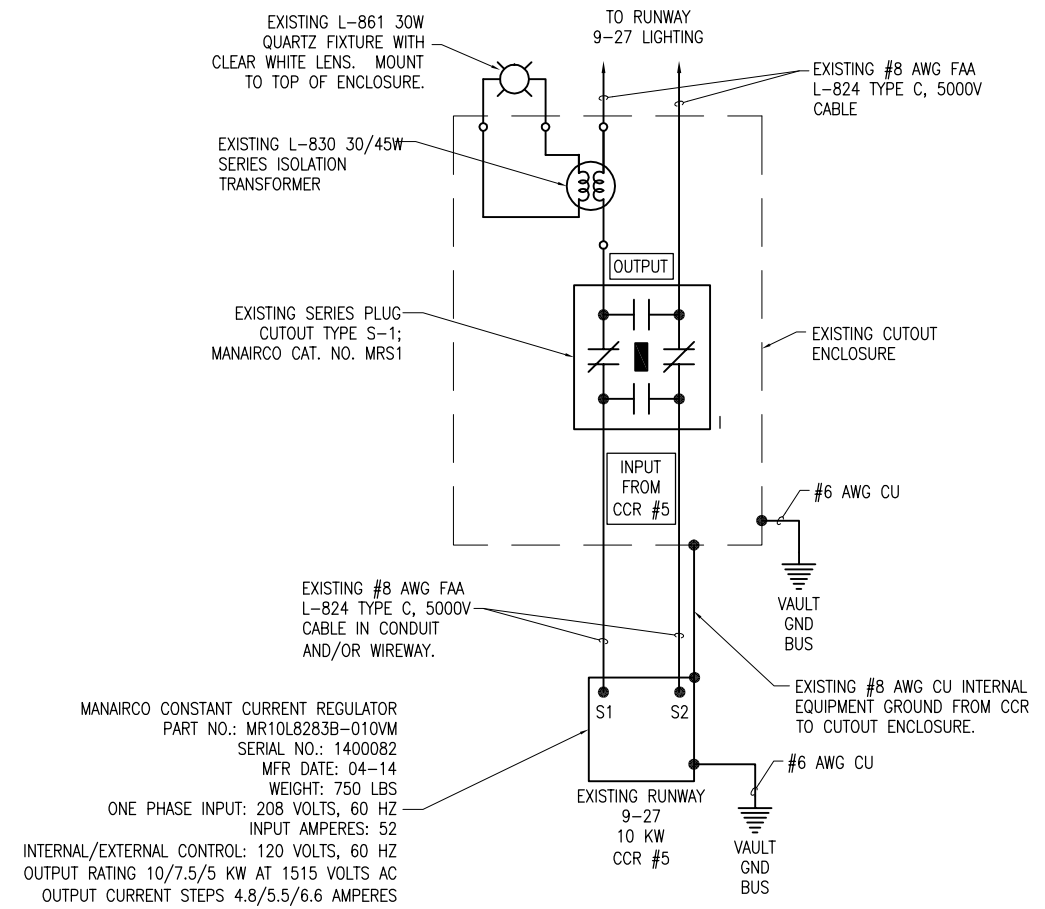 EXISTING L-861 30W
QUARTZ FIXTURE WITH
CLEAR WHITE LENS. MOUNT
TO TOP OF ENCLOSURE.
TO RUNWAY
9-27 LIGHTING
EXISTING #8 AWG FAA
L-824 TYPE C, 5000V
CABLE
EXISTING L-830 30/45W
SERIES ISOLATION
TRANSFORMER
OUTPUT
EXISTING SERIES PLUG
CUTOUT TYPE S-1;
MANAIRCO CAT. NO. MRS1
EXISTING CUTOUT
ENCLOSURE
I
INPUT
FROM
CCR #5
#6 AWG CU
VAULT
GND
BUS
EXISTING #8 AWG FAA
L-824 TYPE C, 5000V
CABLE IN CONDUIT
AND/OR WIREWAY.
EXISTING #8 AWG CU INTERNAL
EQUIPMENT GROUND FROM CCR
TO CUTOUT ENCLOSURE.
S1
S2
MANAIRCO CONSTANT CURRENT REGULATOR
PART NO.: MR10L8283B-010VM
SERIAL NO.: 1400082
MFR DATE: 04-14
WEIGHT: 750 LBS
ONE PHASE INPUT: 208 VOLTS, 60 HZ
INPUT AMPERES: 52
INTERNAL/EXTERNAL CONTROL: 120 VOLTS, 60 HZ
OUTPUT RATING 10/7.5/5 KW AT 1515 VOLTS AC
OUTPUT CURRENT STEPS 4.8/5.5/6.6 AMPERES
#6 AWG CU
EXISTING RUNWAY
9-27
10 KW
CCR #5
VAULT
GND
BUS